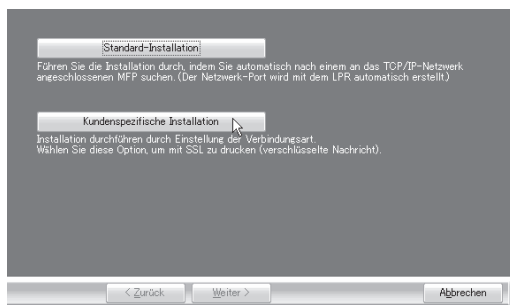 Standard-Installation
Führen Sie die Installation durch, indem Sie automatisch nach einem an das TCP/IP-Netzwerk
angeschlossenen MFP suchen. (Der Netzwerk-Port wird mit dem LPR automatisch erstellt.)
Kundenspezifische Installation
Installation durchführen durch Einstellung der Verbindungsart.
Wählen Sie diese Option, um mit SSL zu drucken (verschlüsselte Nachricht).
< Zurück
Weiter >
Abbrechen